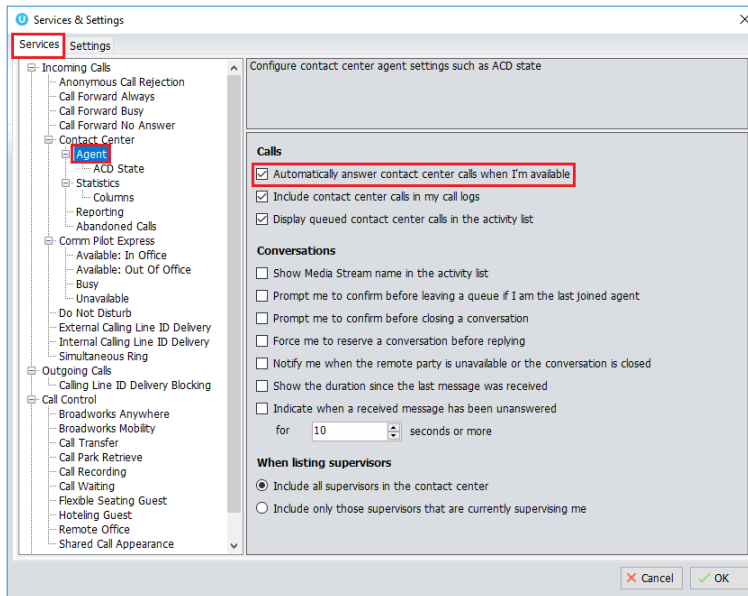 Services & Settings
Services Settings
Incoming Calls
Anonymous Call Rejection
Call Forward Always
Call Forward Busy
Call Forward No Answer
Contact Center
Agent
ACD State
Statistics
Columns
Reporting
Abandoned Calls
Comm Pilot Express
Available: In Office
Available: Out Of Office
Busy
Unavailable
Do Not Disturb
External Calling Line ID Delivery
Internal Calling Line ID Delivery
Simultaneous Ring
Outgoing Calls
Calling Line ID Delivery Blocking
Call Control
Broadworks Anywhere
Broadworks Mobility
Call Transfer
Call Park Retrieve
Call Recording
Call Waiting
Flexible Seating Guest
Hoteling Guest
Remote Office
Shared Call Appearance
Configure contact center agent settings such as ACD state
Calls
Automatically answer contact center calls when I'm available
Include contact center calls in my call logs
Display queued contact center calls in the activity list
Conversations
Show Media Stream name in the activity list
Prompt me to confirm before leaving a queue if I am the last joined agent
Prompt me to confirm before closing a conversation
Force me to reserve a conversation before replying
Notify me when the remote party is unavailable or the conversation is closed
Show the duration since the last message was received
Indicate when a received message has been unanswered
for 10 seconds or more
When listing supervisors
Include all supervisors in the contact center
Include only those supervisors that are currently supervising me
Cancel OK